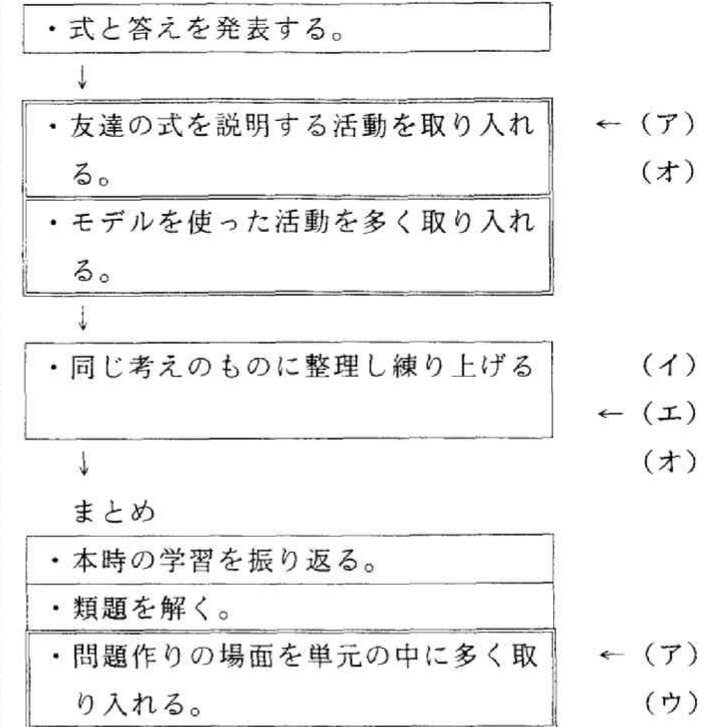 ・式と答えを発表する。
↓
・友達の式を説明する活動を取り入れ ← (ア)
る。 (オ)
・モデルを使った活動を多く取り入れ
る。
↓
・同じ考えのものに整理し練り上げる (イ)
← (エ)
↓ (オ)
まとめ
・本時の学習を振り返る。
・類題を解く。
・問題作りの場面を単元の中に多く取 ← (ア)
り入れる。 (ウ)